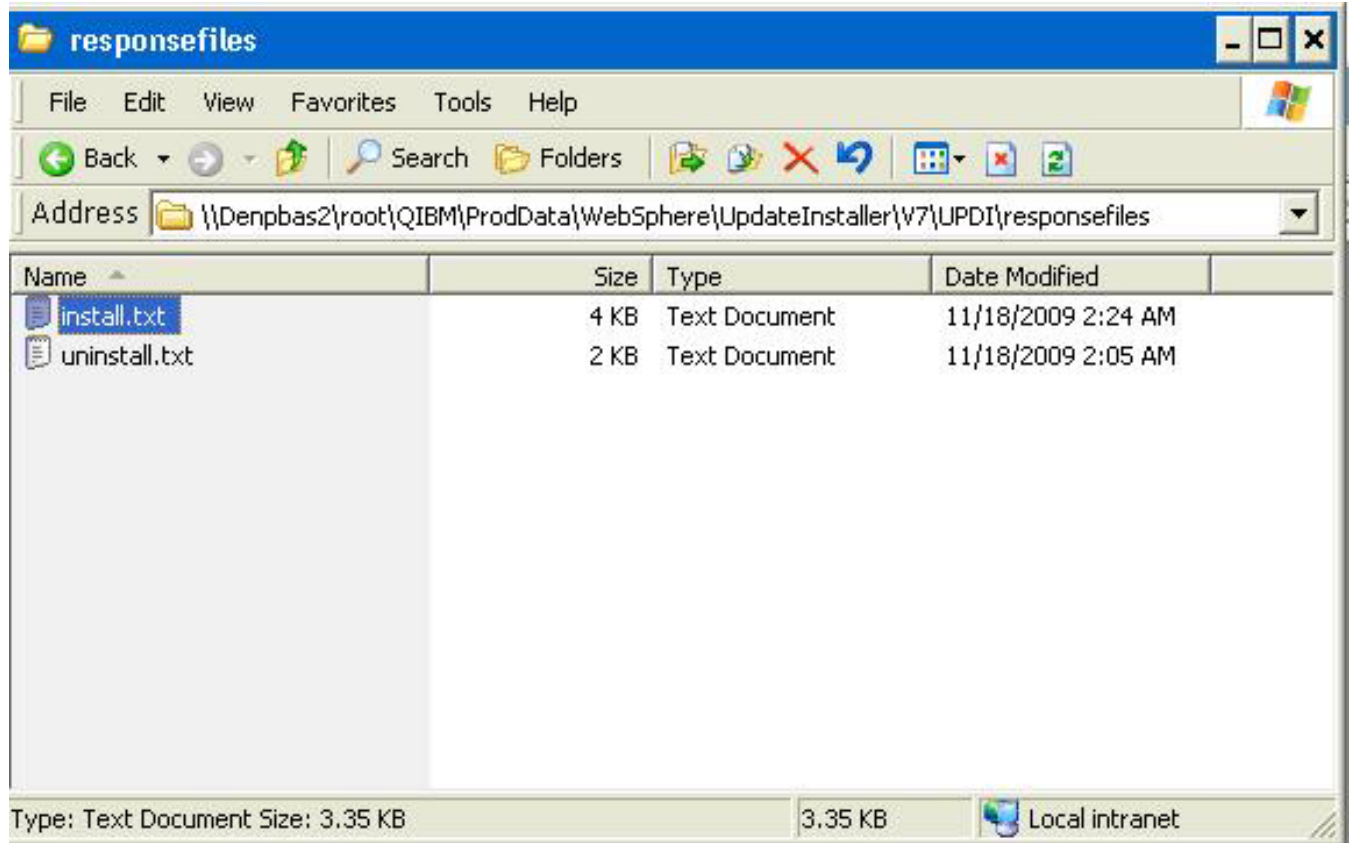 responsefiles
File Edit View Favorites Tools Help
Back Search Folders
Address \\Denpbas2\root\QIBM\ProdData\WebSphere\UpdateInstaller\V7\UPDI\responsefiles
Name Size Type Date Modified
install.txt 4 KB Text Document 11/18/2009 2:24 AM
uninstall.txt 2 KB Text Document 11/18/2009 2:05 AM
Type: Text Document Size: 3.35 KB 3.35 KB Local intranet